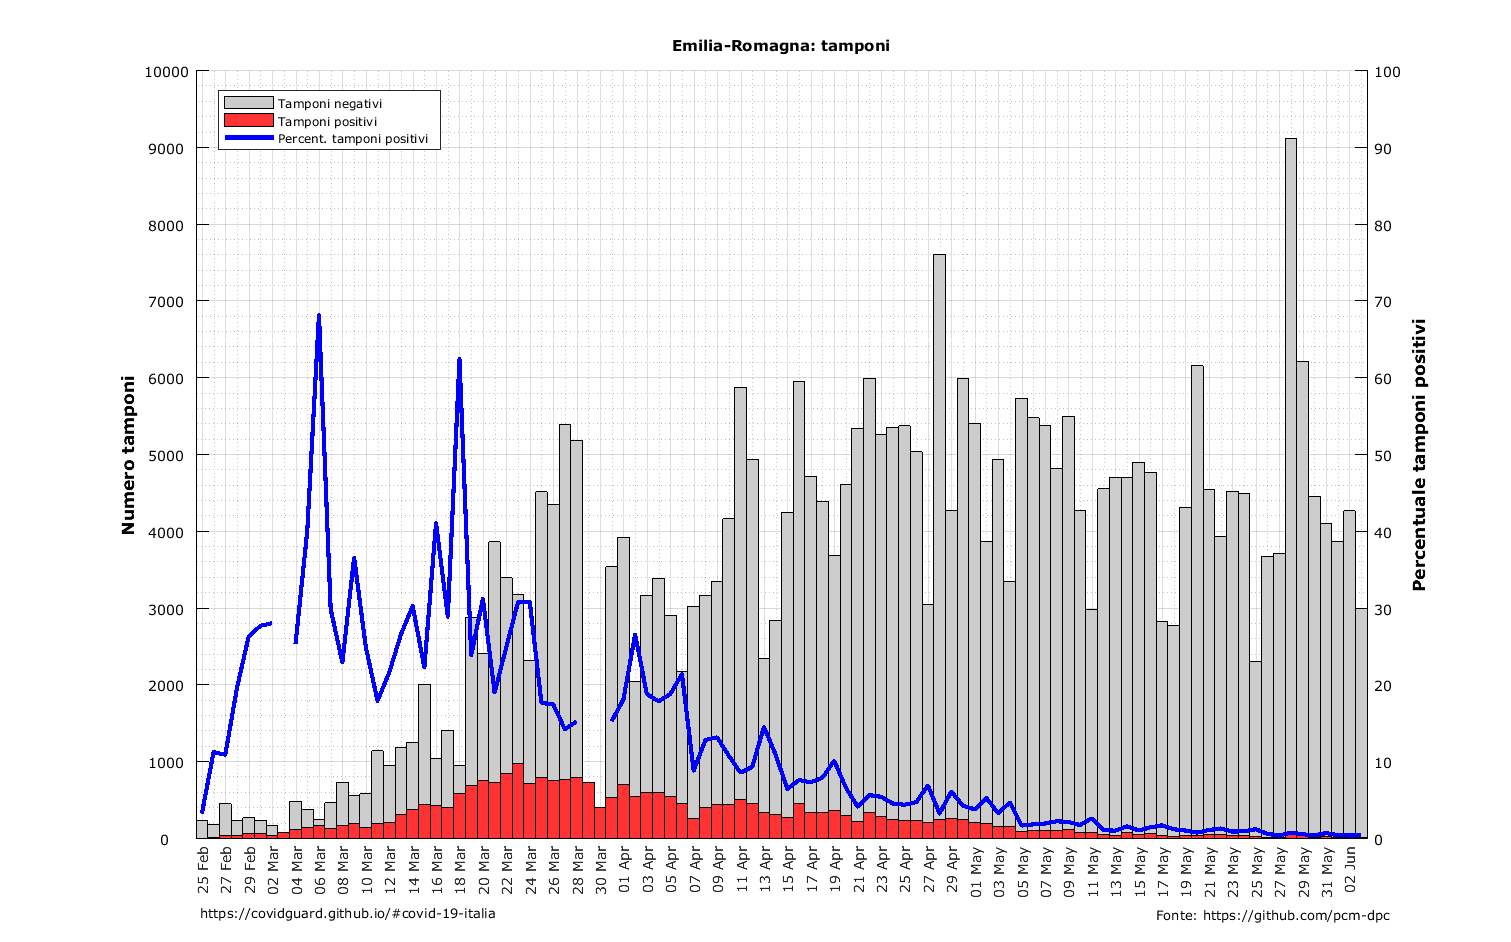 Emilia-Romagna: tamponi
Tamponi negativi
Tamponi positivi
Percent. tamponi positivi
Numero tamponi
10000
9000
8000
7000
6000
5000
4000
3000
2000
1000
0
100
90
80
70
60
50
40
30
20
10
0
Percentuale tamponi positivi
25 Feb
27 Feb
29 Feb
02 Mar
04 Mar
06 Mar
08 Mar
10 Mar
12 Mar
14 Mar
16 Mar
18 Mar
20 Mar
22 Mar
24 Mar
26 Mar
28 Mar
30 Mar
01 Apr
03 Apr
05 Apr
07 Apr
09 Apr
11 Apr
13 Apr
15 Apr
17 Apr
19 Apr
21 Apr
23 Apr
25 Apr
27 Apr
29 Apr
01 May
03 May
05 May
07 May
09 May
11 May
13 May
15 May
17 May
19 May
21 May
23 May
25 May
27 May
29 May
31 May
02 Jun
https://covidguard.github.io/#covid-19-italia
Fonte: https://github.com/pcm-dpc